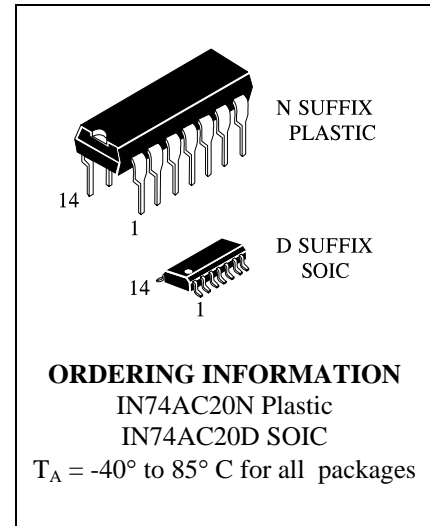 N SUFFIX
PLASTIC
14
1
D SUFFIX
SOIC
14
1
ORDERING INFORMATION
IN74AC20N Plastic
IN74AC20D SOIC
T_A = -40° to 85° C for all packages